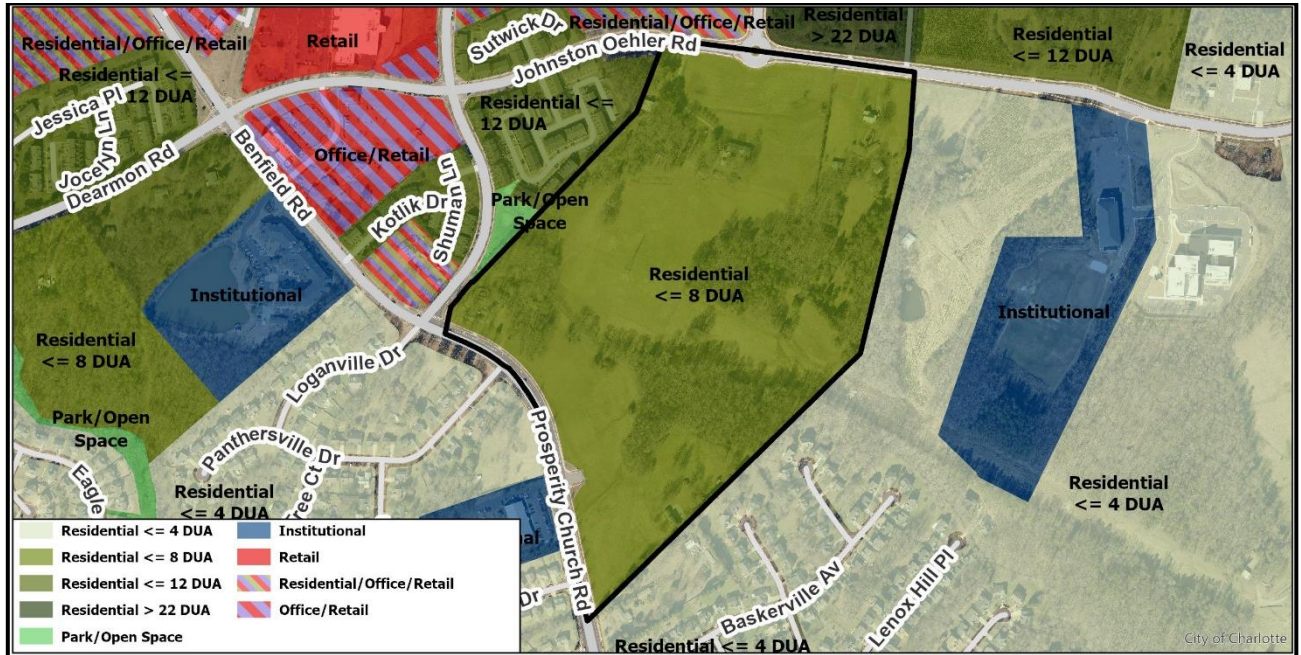 Residential/Office/Retail
Retail
Sutwick Dr
Residential/Office/Retail
Residential
> 22 DUA
Residential
<= 12 DUA
Residential
<= 4 DUA
Residential <=
12 DUA
Johnston Oehler Rd
Jessica Pl
Jocelyn Ln
Dearmon Rd
Benfield Rd
Office/Retail
Residential <=
12 DUA
Kotlik Dr
Shuman Ln
Park/Open
Space
Institutional
Residential
<= 8 DUA
Institutional
Residential
<= 8 DUA
Loganville Dr
Park/Open
Space
Panthersville Dr
Eagle
ree Ct
Residential
<= 4 DUA
Prosperity Church Rd
Residential
<= 4 DUA
nal
Dr
Baskerville Av
Lenox Hill Pl
Residential <= 4 DUA
Residential <= 4 DUA
Residential <= 8 DUA
Residential <= 12 DUA
Residential > 22 DUA
Park/Open Space
Institutional
Retail
Residential/Office/Retail
Office/Retail
City of Charlotte